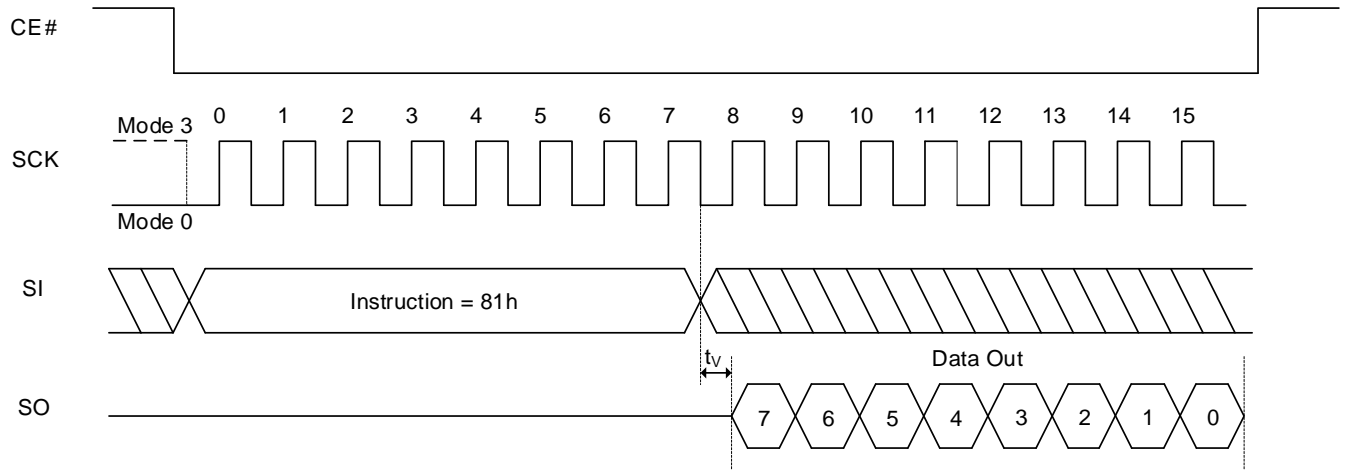 CE#
0 1 2 3 4 5 6 7 8 9 10 11 12 13 14 15
Mode 3
SCK
Mode 0
SI
Instruction = 81h
tV
Data Out
SO
7 6 5 4 3 2 1 0